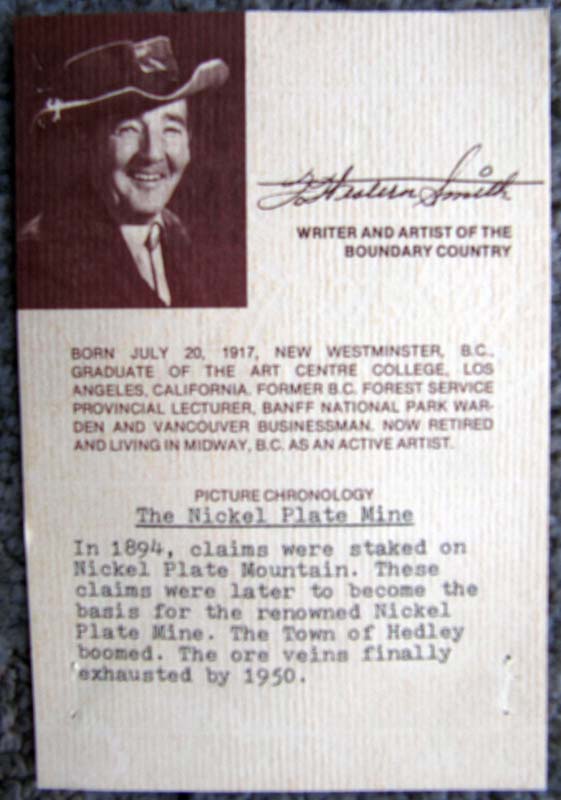 Western Smith
WRITER AND ARTIST OF THE
BOUNDARY COUNTRY
BORN JULY 20, 1917, NEW WESTMINSTER, B.C.,
GRADUATE OF THE ART CENTRE COLLEGE, LOS
ANGELES, CALIFORNIA. FORMER B.C. FOREST SERVICE
PROVINCIAL LECTURER, BANFF NATIONAL PARK WAR-
DEN AND VANCOUVER BUSINESSMAN. NOW RETIRED
AND LIVING IN MIDWAY, B.C. AS AN ACTIVE ARTIST.
PICTURE CHRONOLOGY
The Nickel Plate Mine
In 1894, claims were staked on
Nickel Plate Mountain. These
claims were later to become the
basis for the renowned Nickel
Plate Mine. The Town of Hedley
boomed. The ore veins finally
exhausted by 1950.